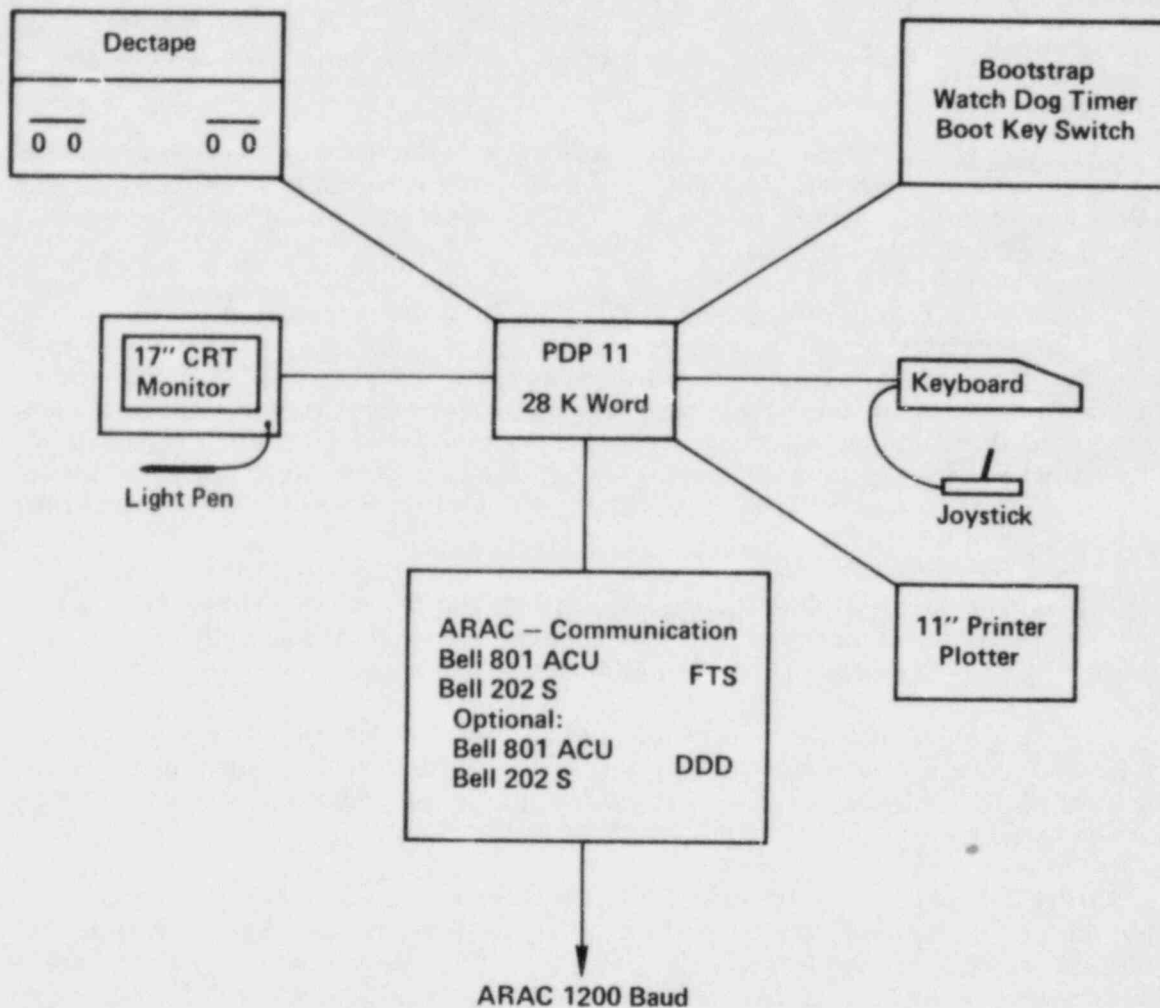 Dectape
0 0 0 0
Bootstrap
Watch Dog Timer
Boot Key Switch
17" CRT
Monitor
Light Pen
PDP 11
28 K Word
Keyboard
Joystick
ARAC – Communication
Bell 801 ACU
Bell 202 S
FTS
Optional:
Bell 801 ACU
Bell 202 S
DDD
11" Printer
Plotter
ARAC 1200 Baud